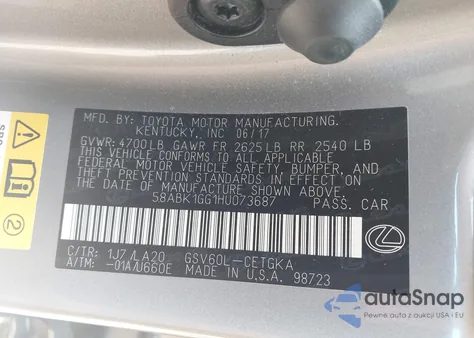 MFD. BY: TOYOTA MOTOR MANUFACTURING.
KENTUCKY, INC 06/17
GVWR: 4700LB GAWR FR 2625LB RR 2540 LB
THIS VEHICLE CONFORMS TO ALL APPLICABLE
FEDERAL MOTOR VEHICLE SAFETY, BUMPER, AND
THEFT PREVENTION STANDARDS IN EFFECT ON
THE DATE OF MANUFACTURE SHOWN ABOVE.
58ABK1GG1HU073687 PASS. CAR
C/TR: 1J7/LA20 GSV60L-CETGKA
A/TM: -01A/U660E MADE IN U.S.A. 98723
2
autoSnap
Pewne auta z aukcji USA i EU